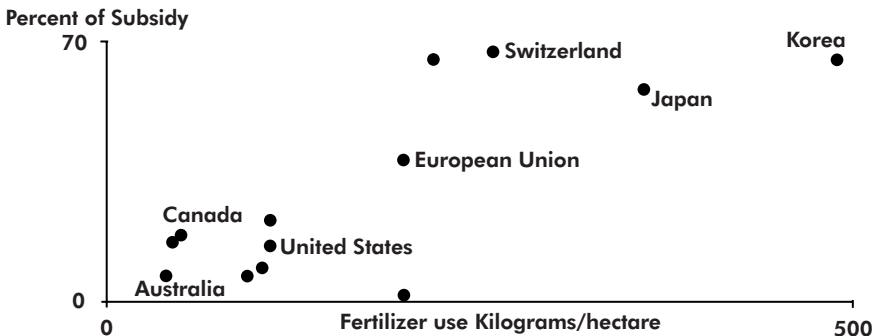 Percent of Subsidy
70
Korea
Switzerland
Japan
European Union
Canada
United States
Australia
0
Fertilizer use Kilograms/hectare
0
500